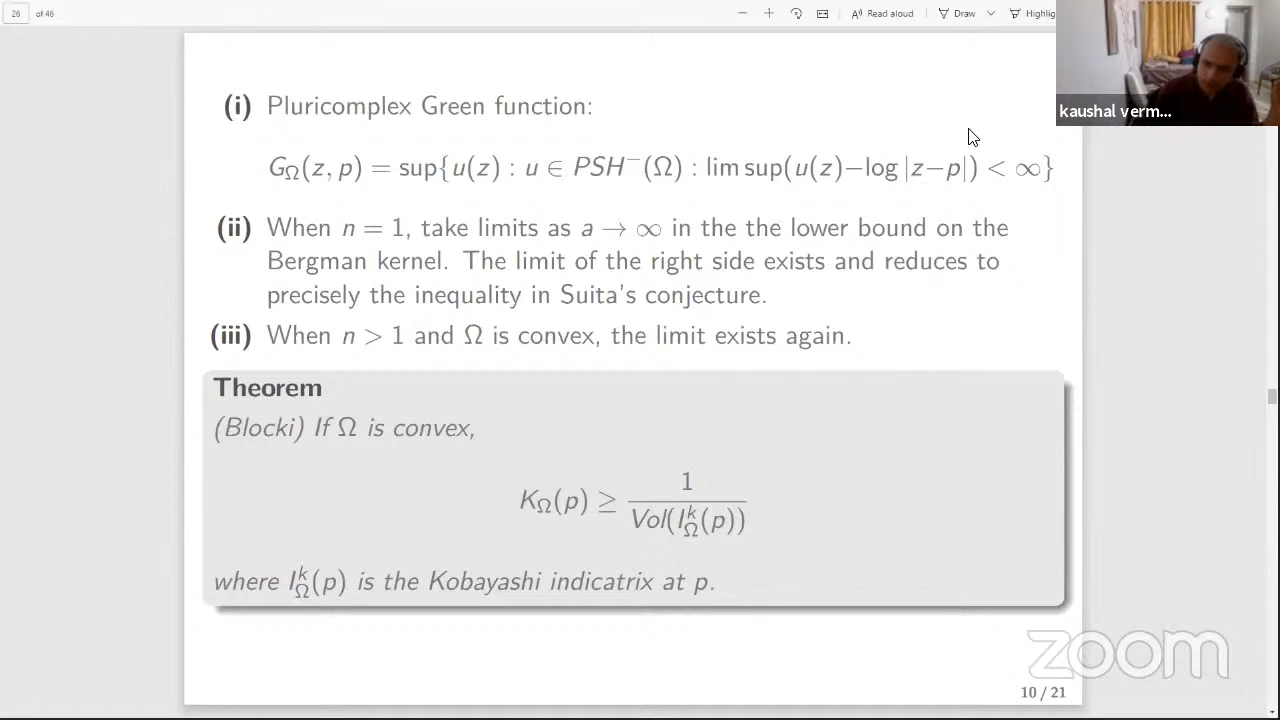 26 of 46
Read aloud
Draw
Highlig
kaushal verm...
(i) Pluricomplex Green function:
G_Ω(z, p) = sup{u(z) : u ∈ PSH⁻(Ω) : lim sup(u(z)−log |z−p|) < ∞}
(ii) When n = 1, take limits as a → ∞ in the the lower bound on the
Bergman kernel. The limit of the right side exists and reduces to
precisely the inequality in Suita's conjecture.
(iii) When n > 1 and Ω is convex, the limit exists again.
Theorem
(Blocki) If Ω is convex,
K_Ω(p) ≥ 1 / Vol(I^k_Ω(p))
where I^k_Ω(p) is the Kobayashi indicatrix at p.
zoom
10 / 21